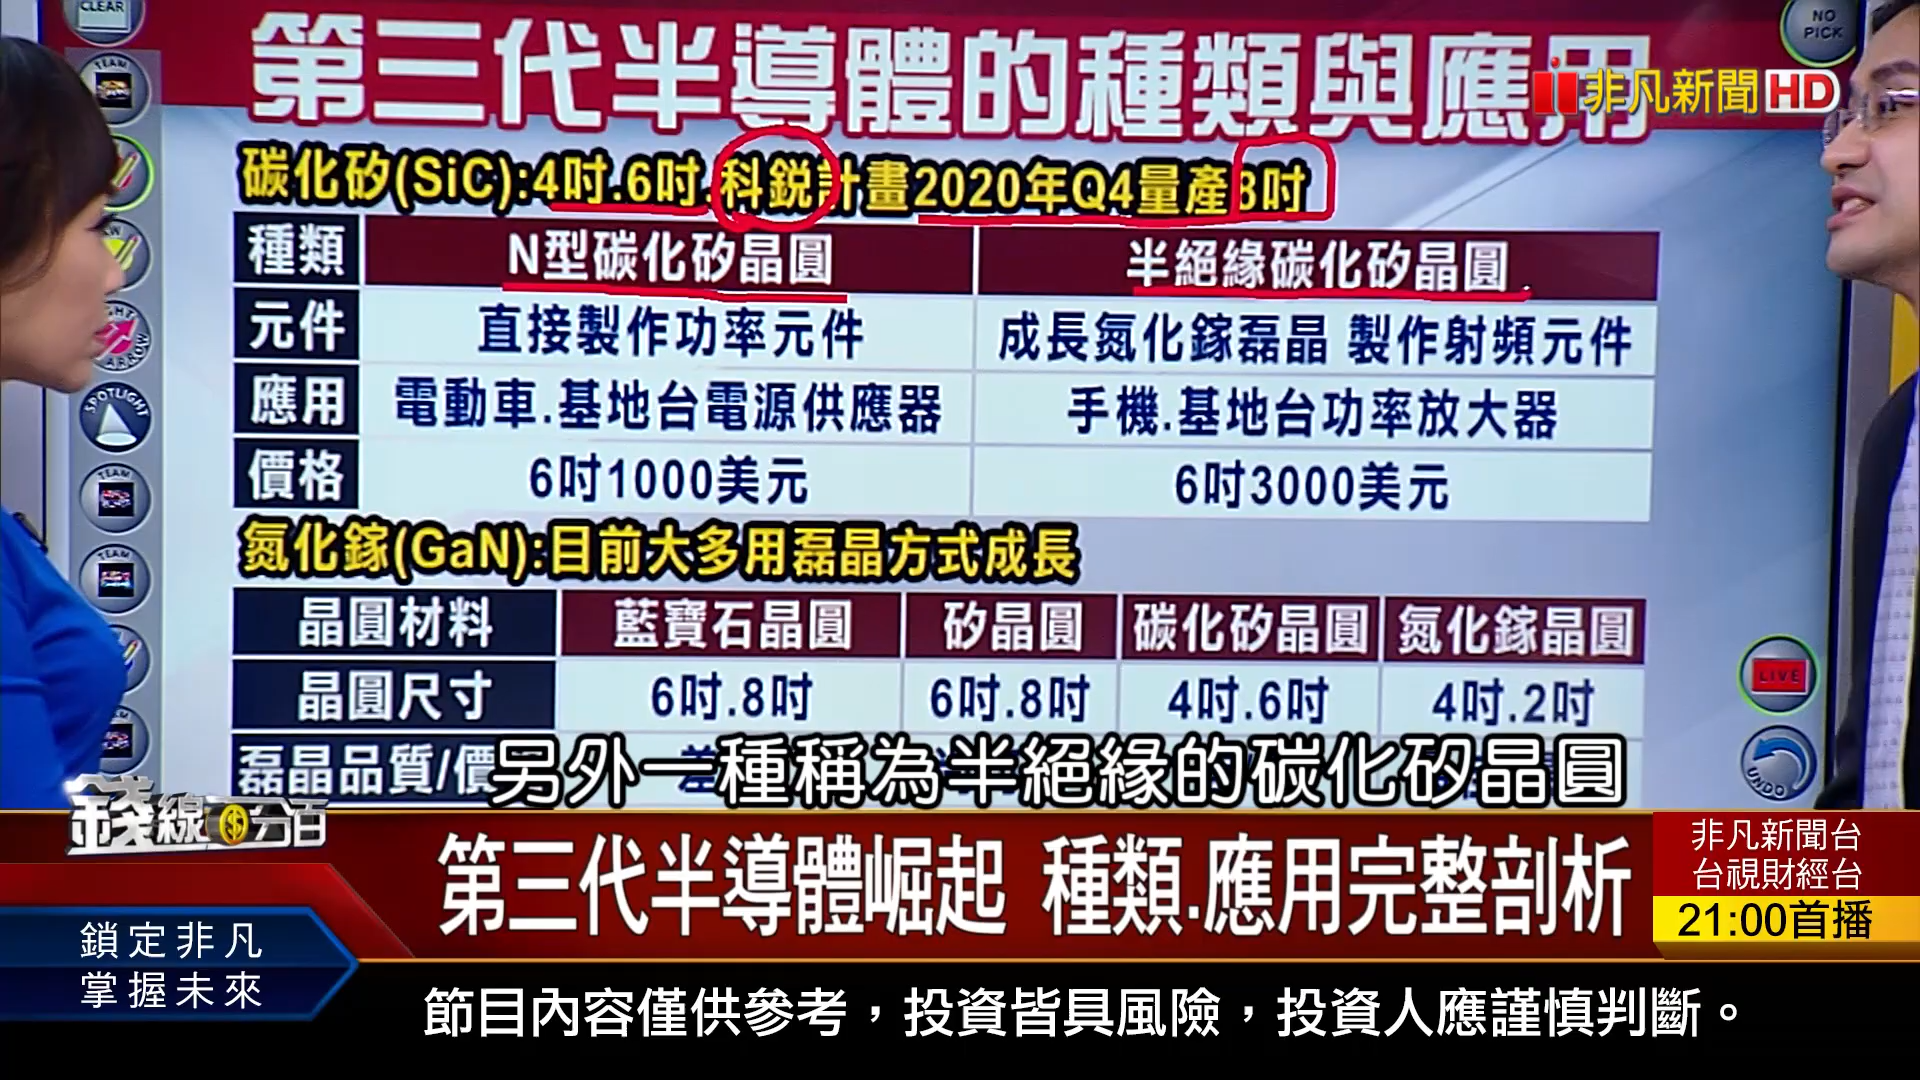 CLEAR
NO PICK
第三代半導體的種類與應用
非凡新聞HD
TEAM
碳化矽(SiC):4吋.6吋.科銳計畫2020年Q4量產8吋
種類 N型碳化矽晶圓 半絕緣碳化矽晶圓
元件 直接製作功率元件 成長氮化鎵磊晶 製作射頻元件
ARROW
應用 電動車.基地台電源供應器 手機.基地台功率放大器
SPOTLIGHT
價格 6吋1000美元 6吋3000美元
TEAM
氮化鎵(GaN):目前大多用磊晶方式成長
TEAM
晶圓材料 藍寶石晶圓 矽晶圓 碳化矽晶圓 氮化鎵晶圓
晶圓尺寸 6吋.8吋 6吋.8吋 4吋.6吋 4吋.2吋
LIVE
磊晶品質/價
UNDO
另外一種稱為半絕緣的碳化矽晶圓
錢線百分百
第三代半導體崛起 種類.應用完整剖析
非凡新聞台
台視財經台
21:00首播
鎖定非凡
掌握未來
節目內容僅供參考，投資皆具風險，投資人應謹慎判斷。